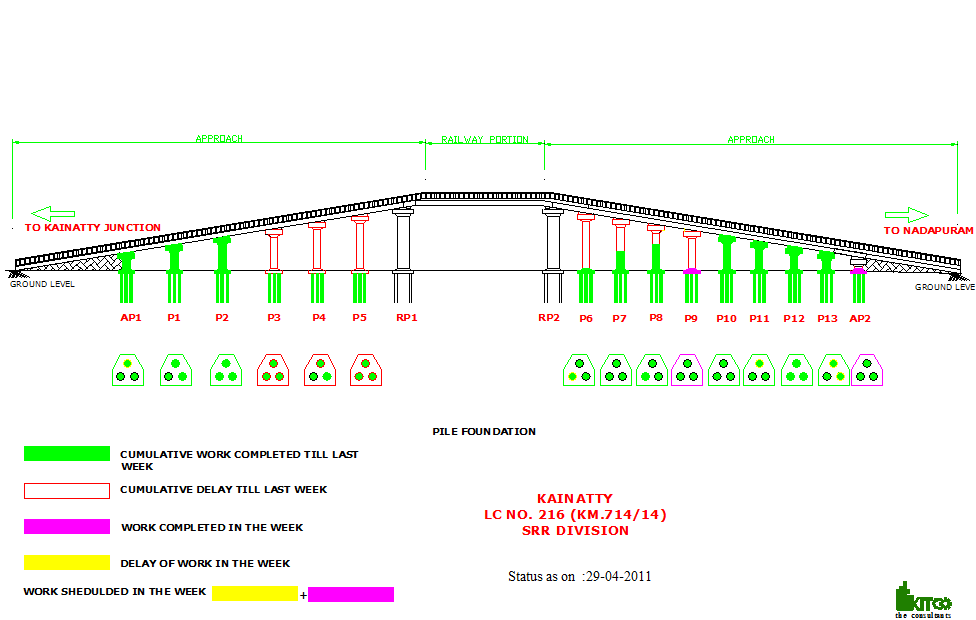 APPROACH RAILWAY PORTION APPROACH
TO KAINATTY JUNCTION
TO NADAPURAM
GROUND LEVEL
GROUND LEVE
AP1 P1 P2 P3 P4 P5 RP1 RP2 P6 P7 P8 P9 P10 P11 P12 P13 AP2
PILE FOUNDATION
CUMULATIVE WORK COMPLETED TILL LAST
WEEK
CUMULATIVE DELAY TILL LAST WEEK
WORK COMPLETED IN THE WEEK
DELAY OF WORK IN THE WEEK
WORK SHEDULDED IN THE WEEK +
KAINATTY
LC NO. 216 (KM.714/14)
SRR DIVISION
Status as on :29-04-2011
KITCO
the consultants